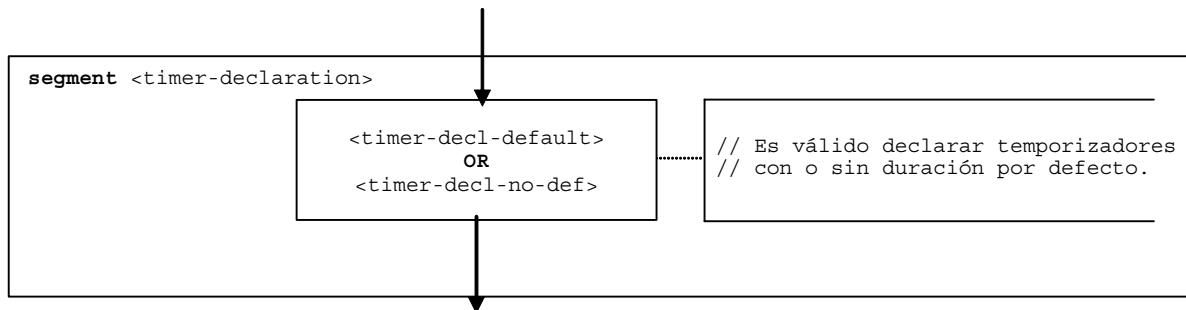 segment <timer-declaration>
<timer-decl-default>
OR
<timer-decl-no-def>
// Es válido declarar temporizadores
// con o sin duración por defecto.